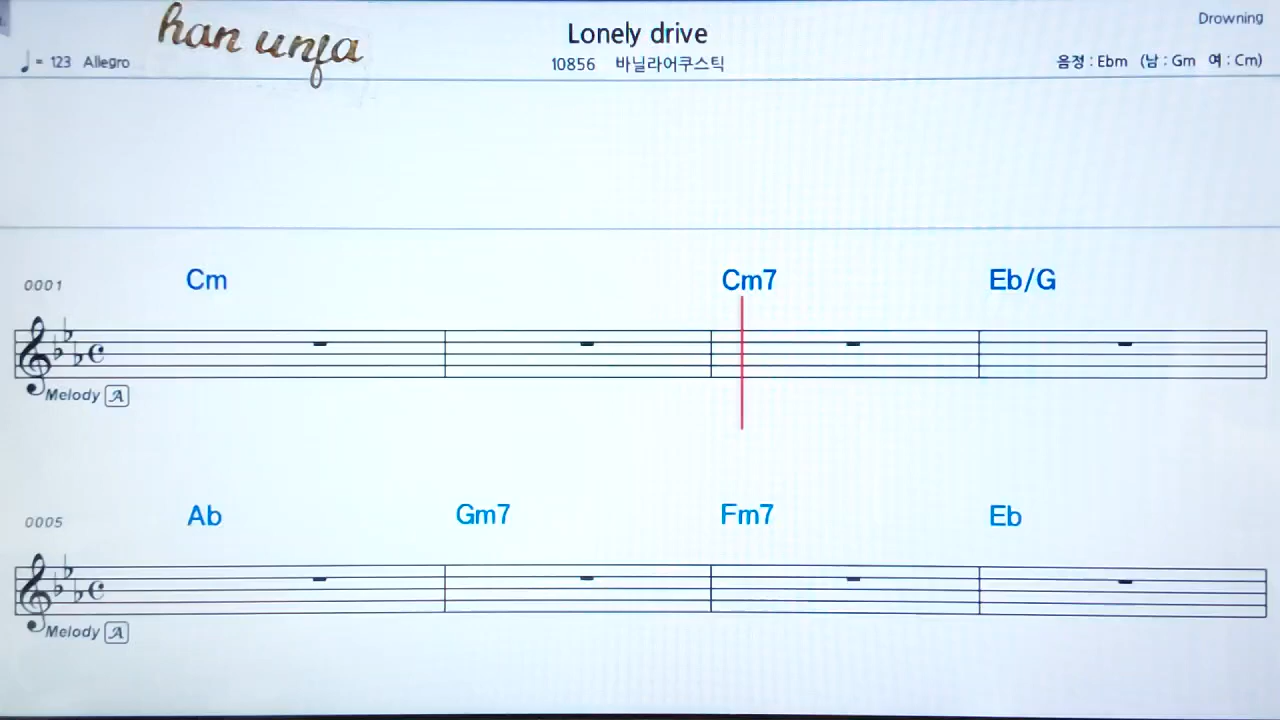 han unfa
Lonely drive
Drowning
♩ = 123 Allegro
10856 바닐라어쿠스틱
음정 : Ebm (남 : Gm 여 : Cm)
0001 Cm Cm7 Eb/G
Melody A
0005 Ab Gm7 Fm7 Eb
Melody A